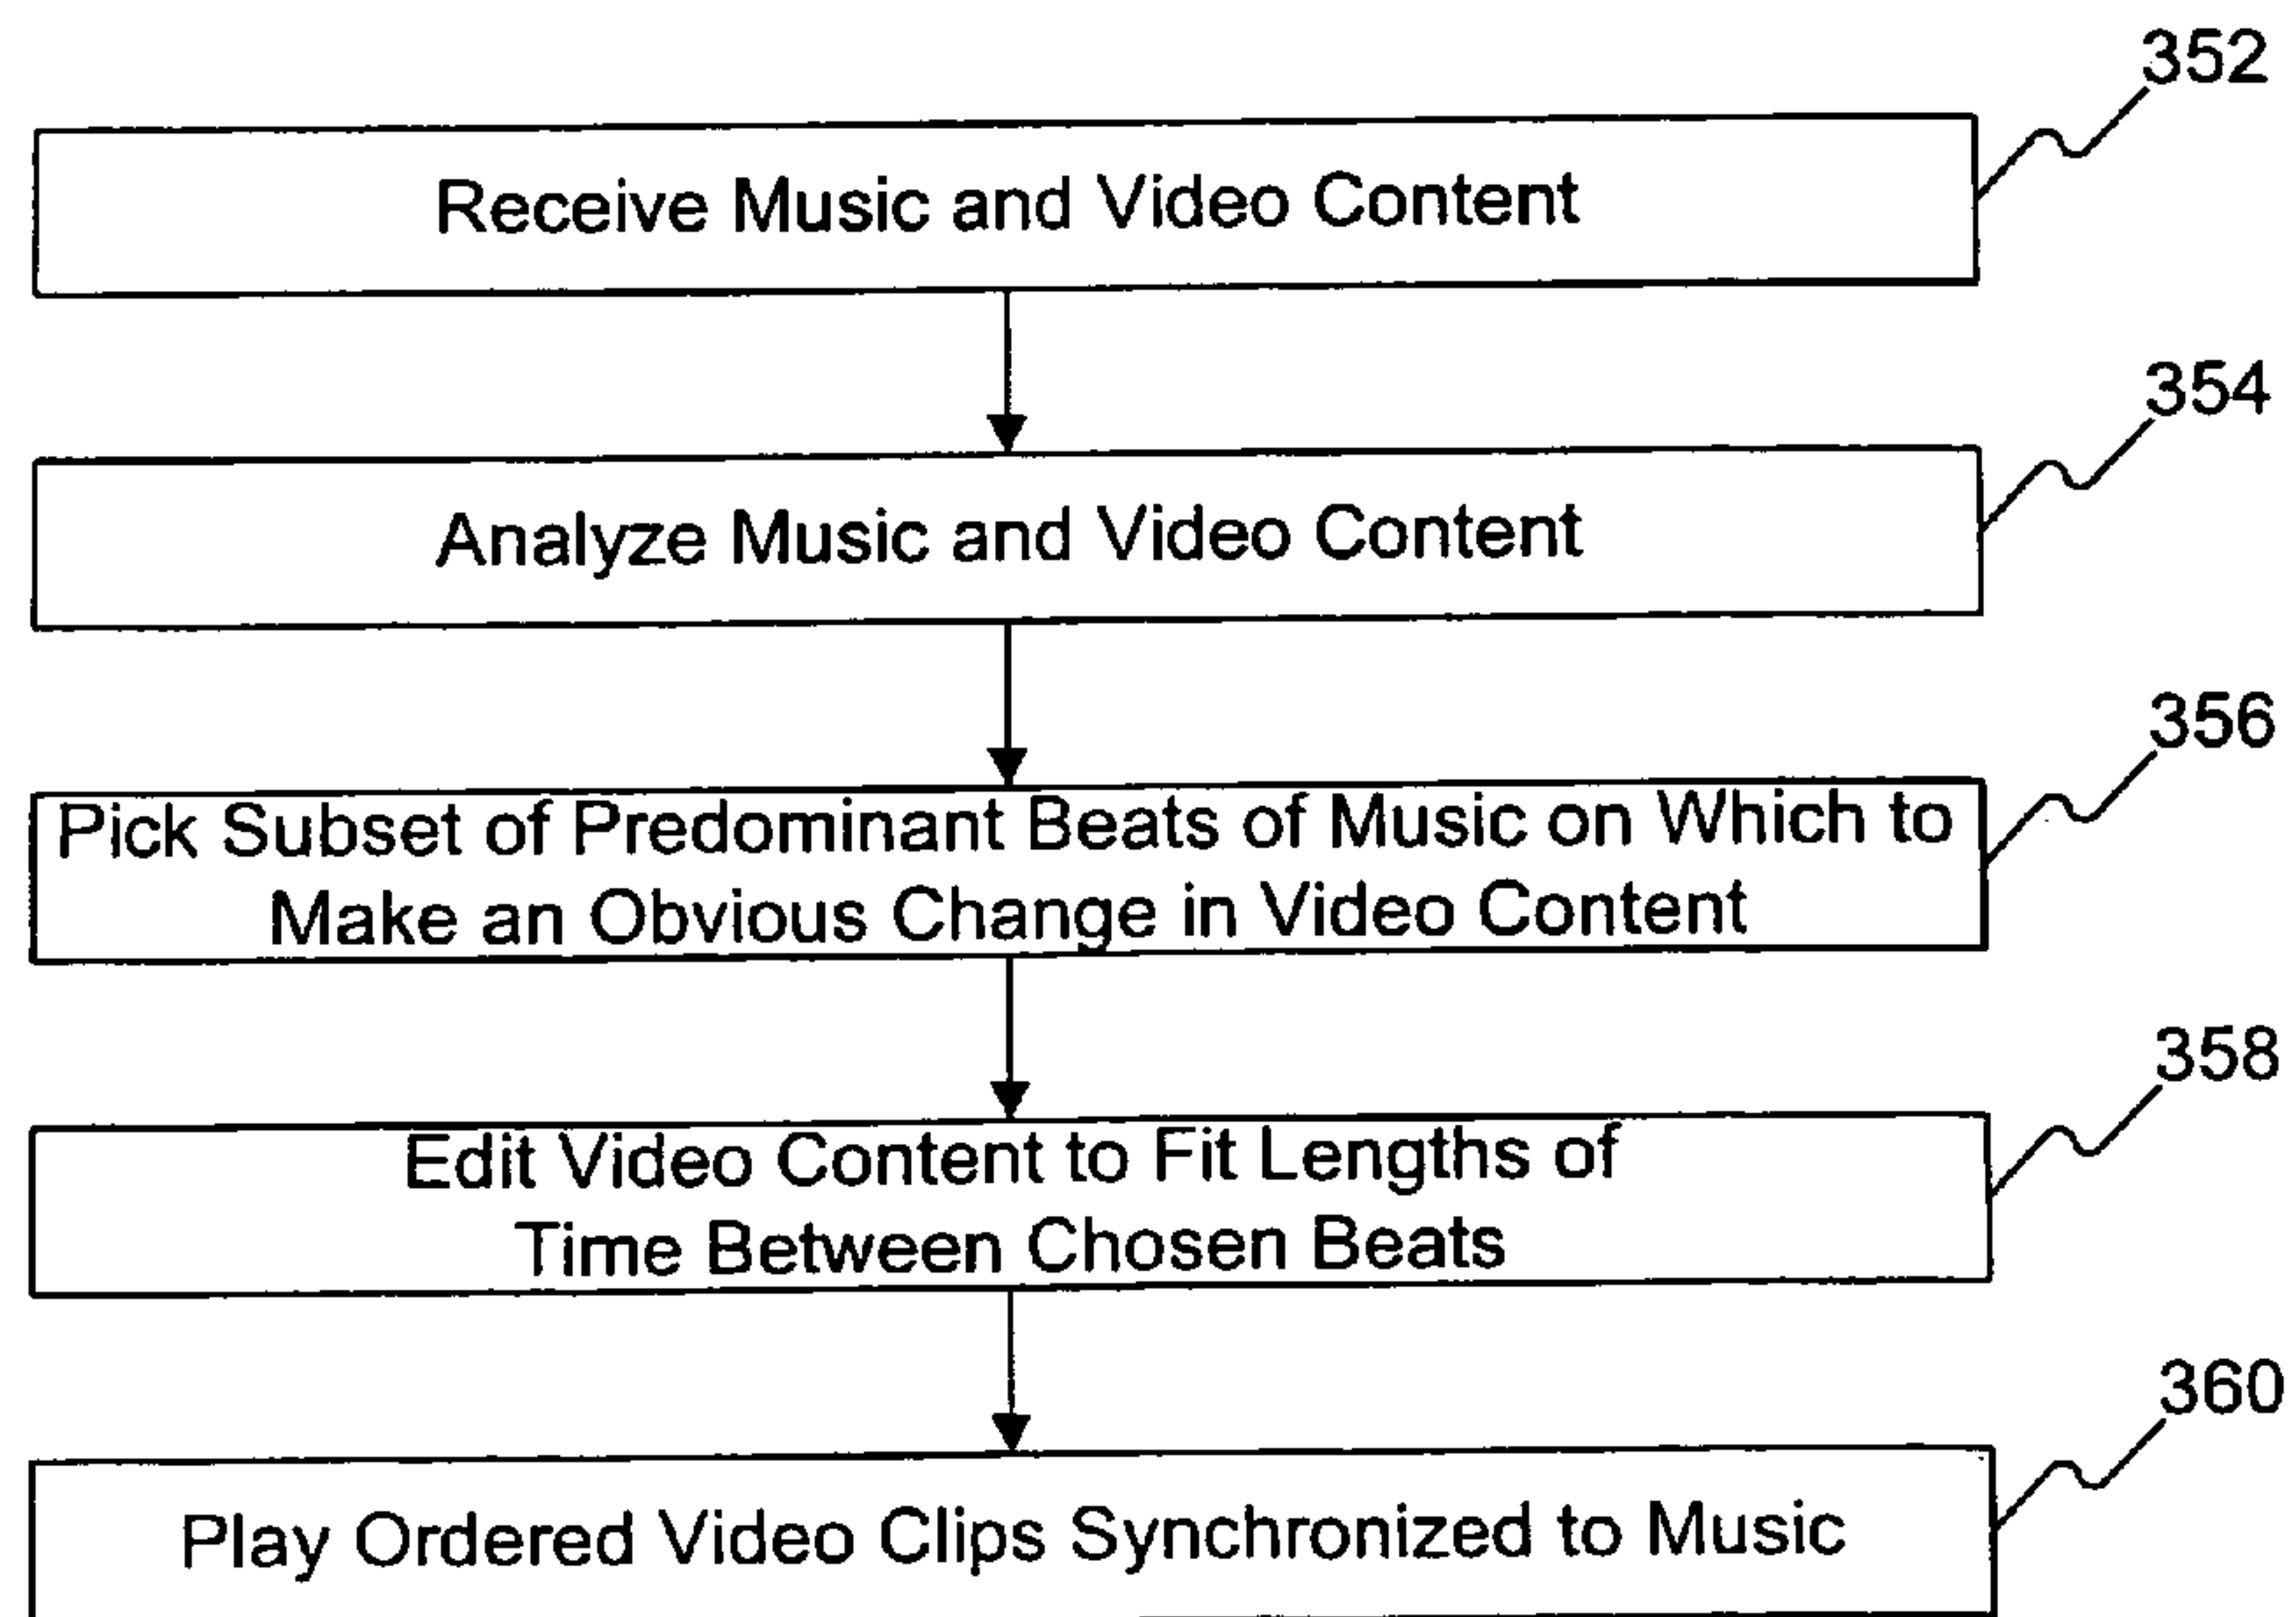 352
Receive Music and Video Content
354
Analyze Music and Video Content
356
Pick Subset of Predominant Beats of Music on Which to
Make an Obvious Change in Video Content
358
Edit Video Content to Fit Lengths of
Time Between Chosen Beats
360
Play Ordered Video Clips Synchronized to Music